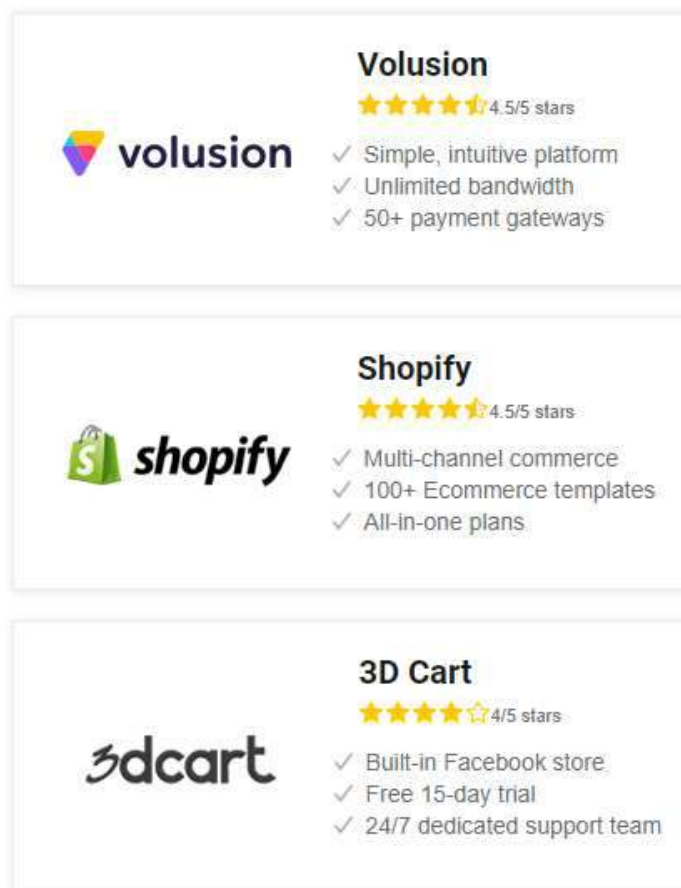 Volusion
4.5/5 stars
volusion
Simple, intuitive platform
Unlimited bandwidth
50+ payment gateways
Shopify
4.5/5 stars
S shopify
Multi-channel commerce
100+ Ecommerce templates
All-in-one plans
3D Cart
4/5 stars
3dcart
Built-in Facebook store
Free 15-day trial
24/7 dedicated support team